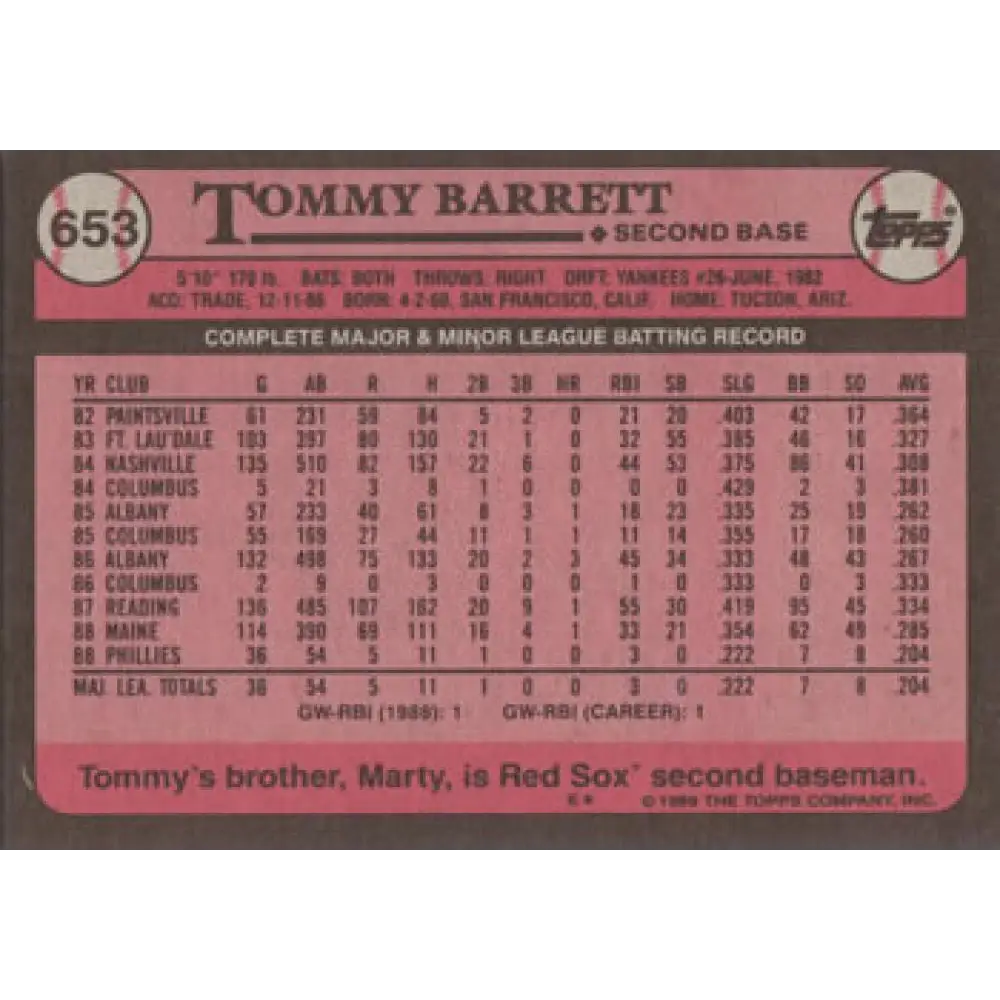 653 TOMMY BARRETT
◆ SECOND BASE topps®
5'10" 170 lb. BATS: BOTH THROWS: RIGHT DRFT: YANKEES #26-JUNE, 1982
ACQ: TRADE, 12-11-86 BORN: 4-2-60, SAN FRANCISCO, CALIF. HOME: TUCSON, ARIZ.
COMPLETE MAJOR & MINOR LEAGUE BATTING RECORD
YR CLUB G AB R H 2B 3B HR RBI SB SLG BB SO AVG
82 PAINTSVILLE 61 231 59 84 5 2 0 21 20 .403 42 17 .364
83 FT. LAU'DALE 103 397 80 130 21 1 0 32 55 .385 46 16 .327
84 NASHVILLE 135 510 82 157 22 6 0 44 53 .375 86 41 .308
84 COLUMBUS 5 21 3 8 1 0 0 0 0 .429 2 3 .381
85 ALBANY 57 233 40 61 8 3 1 18 23 .335 25 19 .262
85 COLUMBUS 55 169 27 44 11 1 1 11 14 .355 17 18 .260
86 ALBANY 132 498 75 133 20 2 3 45 34 .333 48 43 .267
86 COLUMBUS 2 9 0 3 0 0 0 1 0 .333 0 3 .333
87 READING 136 485 107 162 20 9 1 55 30 .419 95 45 .334
88 MAINE 114 390 69 111 16 4 1 33 21 .354 62 49 .285
88 PHILLIES 36 54 5 11 1 0 0 3 0 .222 7 8 .204
MAJ. LEA. TOTALS 36 54 5 11 1 0 0 3 0 .222 7 8 .204
GW-RBI (1988): 1 GW-RBI (CAREER): 1
Tommy's brother, Marty, is Red Sox™ second baseman.
E* © 1989 THE TOPPS COMPANY, INC.